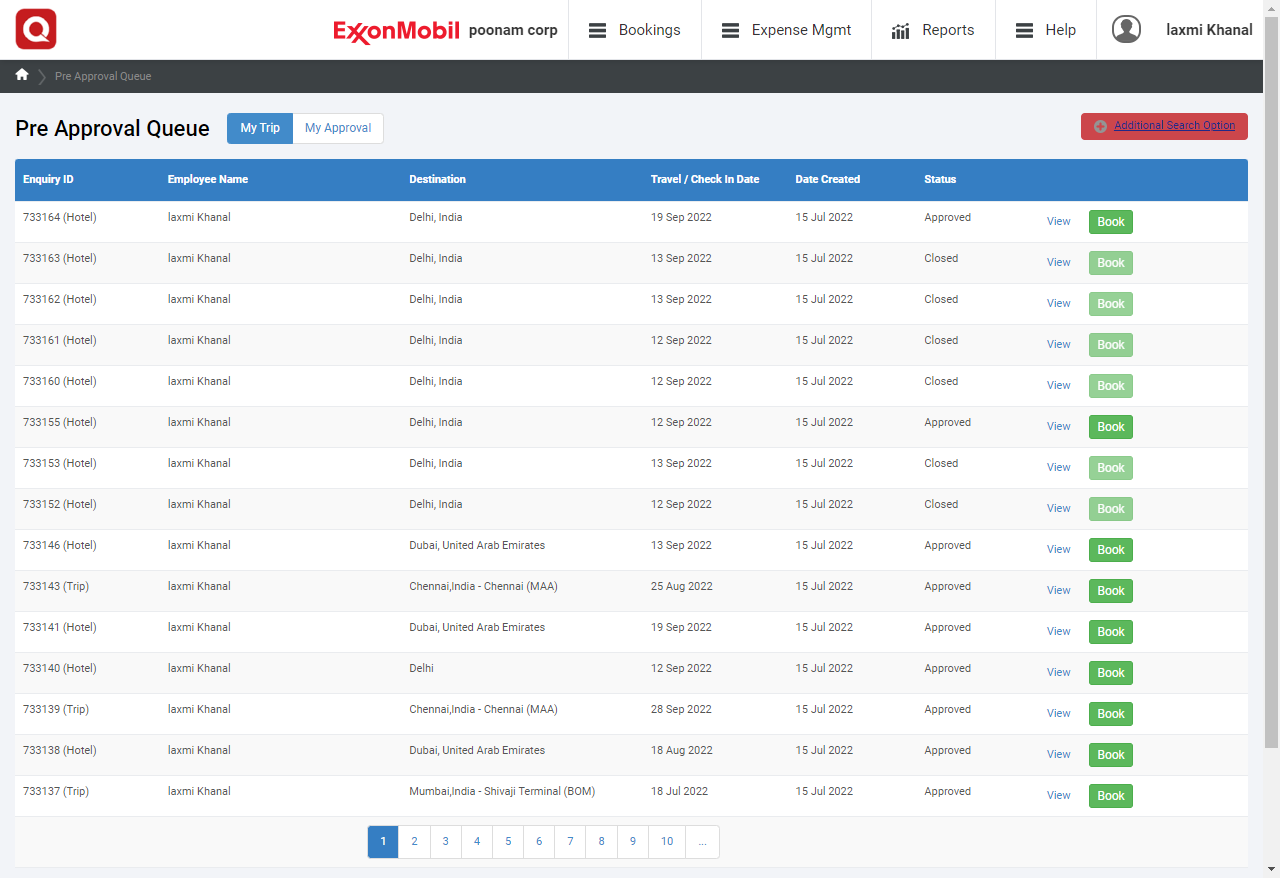 Q ExxonMobil poonam corp Bookings Expense Mgmt Reports Help laxmi Khanal
Pre Approval Queue
Pre Approval Queue My Trip My Approval Additional Search Option
Enquiry ID Employee Name Destination Travel / Check In Date Date Created Status
733164 (Hotel) laxmi Khanal Delhi, India 19 Sep 2022 15 Jul 2022 Approved View Book
733163 (Hotel) laxmi Khanal Delhi, India 13 Sep 2022 15 Jul 2022 Closed View Book
733162 (Hotel) laxmi Khanal Delhi, India 13 Sep 2022 15 Jul 2022 Closed View Book
733161 (Hotel) laxmi Khanal Delhi, India 12 Sep 2022 15 Jul 2022 Closed View Book
733160 (Hotel) laxmi Khanal Delhi, India 12 Sep 2022 15 Jul 2022 Closed View Book
733155 (Hotel) laxmi Khanal Delhi, India 12 Sep 2022 15 Jul 2022 Approved View Book
733153 (Hotel) laxmi Khanal Delhi, India 13 Sep 2022 15 Jul 2022 Closed View Book
733152 (Hotel) laxmi Khanal Delhi, India 12 Sep 2022 15 Jul 2022 Closed View Book
733146 (Hotel) laxmi Khanal Dubai, United Arab Emirates 13 Sep 2022 15 Jul 2022 Approved View Book
733143 (Trip) laxmi Khanal Chennai,India - Chennai (MAA) 25 Aug 2022 15 Jul 2022 Approved View Book
733141 (Hotel) laxmi Khanal Dubai, United Arab Emirates 19 Sep 2022 15 Jul 2022 Approved View Book
733140 (Hotel) laxmi Khanal Delhi 12 Sep 2022 15 Jul 2022 Approved View Book
733139 (Trip) laxmi Khanal Chennai,India - Chennai (MAA) 28 Sep 2022 15 Jul 2022 Approved View Book
733138 (Hotel) laxmi Khanal Dubai, United Arab Emirates 18 Aug 2022 15 Jul 2022 Approved View Book
733137 (Trip) laxmi Khanal Mumbai,India - Shivaji Terminal (BOM) 18 Jul 2022 15 Jul 2022 Approved View Book
1 2 3 4 5 6 7 8 9 10 ...